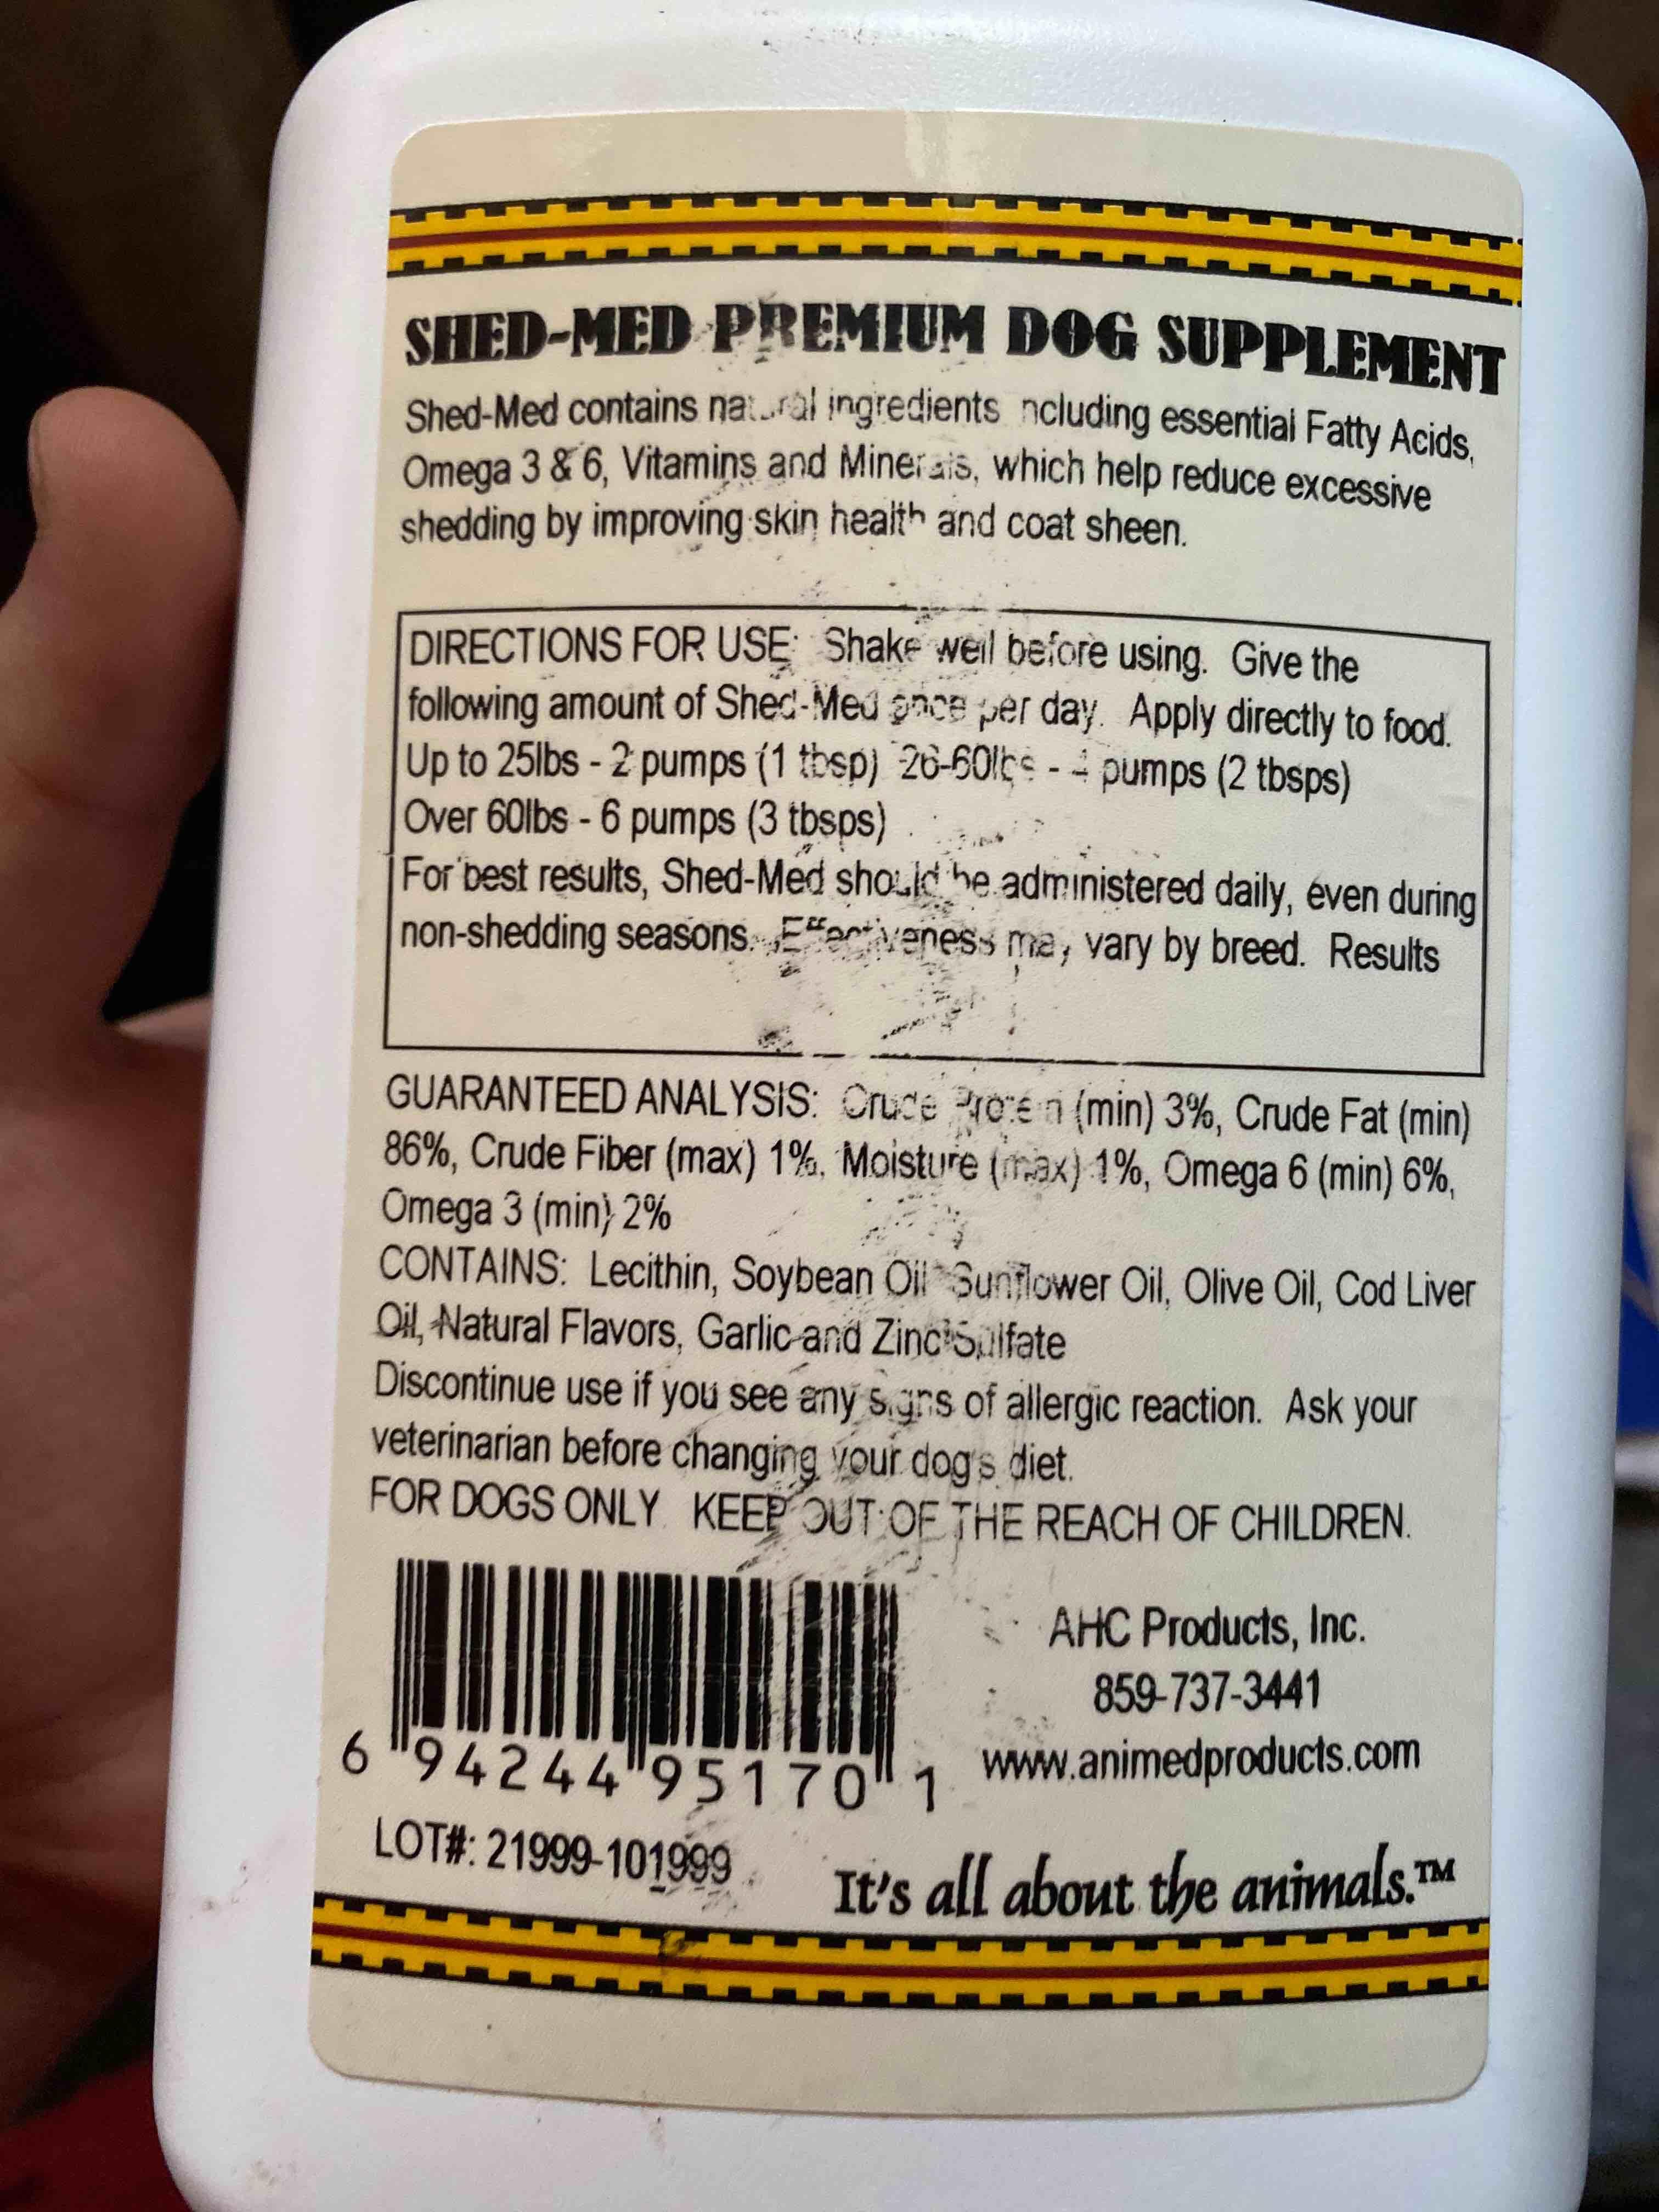 SHED-MED PREMIUM DOG SUPPLEMENT
Shed-Med contains natural ingredients including essential Fatty Acids,
Omega 3 & 6, Vitamins and Minerals, which help reduce excessive
shedding by improving skin health and coat sheen.
DIRECTIONS FOR USE: Shake well before using. Give the
following amount of Shed-Med once per day. Apply directly to food.
Up to 25lbs - 2 pumps (1 tbsp) 26-60lbs - 4 pumps (2 tbsps)
Over 60lbs - 6 pumps (3 tbsps)
For best results, Shed-Med should be administered daily, even during
non-shedding seasons. Effectiveness may vary by breed. Results
GUARANTEED ANALYSIS: Crude Protein (min) 3%, Crude Fat (min)
86%, Crude Fiber (max) 1%, Moisture (max) 1%, Omega 6 (min) 6%,
Omega 3 (min) 2%
CONTAINS: Lecithin, Soybean Oil, Sunflower Oil, Olive Oil, Cod Liver
Oil, Natural Flavors, Garlic and Zinc Sulfate
Discontinue use if you see any signs of allergic reaction. Ask your
veterinarian before changing your dog's diet.
FOR DOGS ONLY. KEEP OUT OF THE REACH OF CHILDREN.
AHC Products, Inc.
859-737-3441
www.animedproducts.com
6 94244 95170 1
LOT#: 21999-101999
It's all about the animals.™